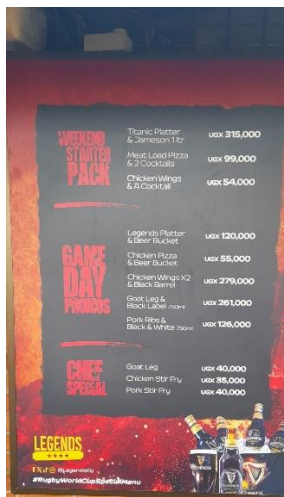 WEEKEND
STARTER
PACK
Titanic Platter
& Jameson 1 ltr
UGX 315,000
Meat Load Pizza
& 2 Cocktails
UGX 99,000
Chicken Wings
& A Cocktail
UGX 54,000
GAME
DAY
Legends Platter
& Beer Bucket
UGX 120,000
Chicken Pizza
& Beer Bucket
UGX 55,000
Chicken Wings X2
& Black Barrel
UGX 279,000
Goat Leg &
Black Label 750ml
UGX 261,000
Pork Ribs &
Black & White 750ml
UGX 126,000
CHEF
SPECIAL
Goat Leg
UGX 40,000
Chicken Stir Fry
UGX 35,000
Pork Stir Fry
UGX 40,000
LEGENDS
#RugbyWorldCupSpecialMenu
GUINNESS